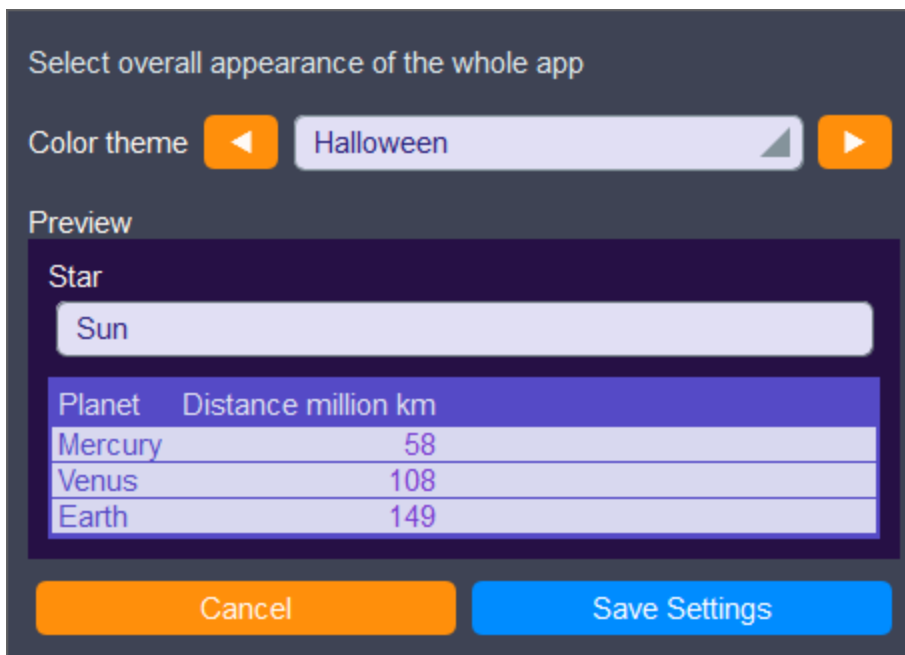 Select overall appearance of the whole app
Color theme
Halloween
Preview
Star
Sun
Planet Distance million km
Mercury 58
Venus 108
Earth 149
Cancel Save Settings